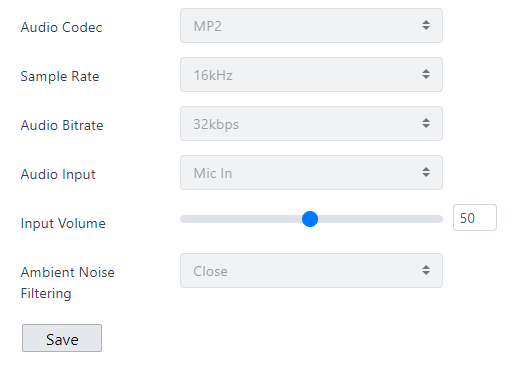 Audio Codec MP2
Sample Rate 16kHz
Audio Bitrate 32kbps
Audio Input Mic In
Input Volume 50
Ambient Noise Close
Filtering
Save